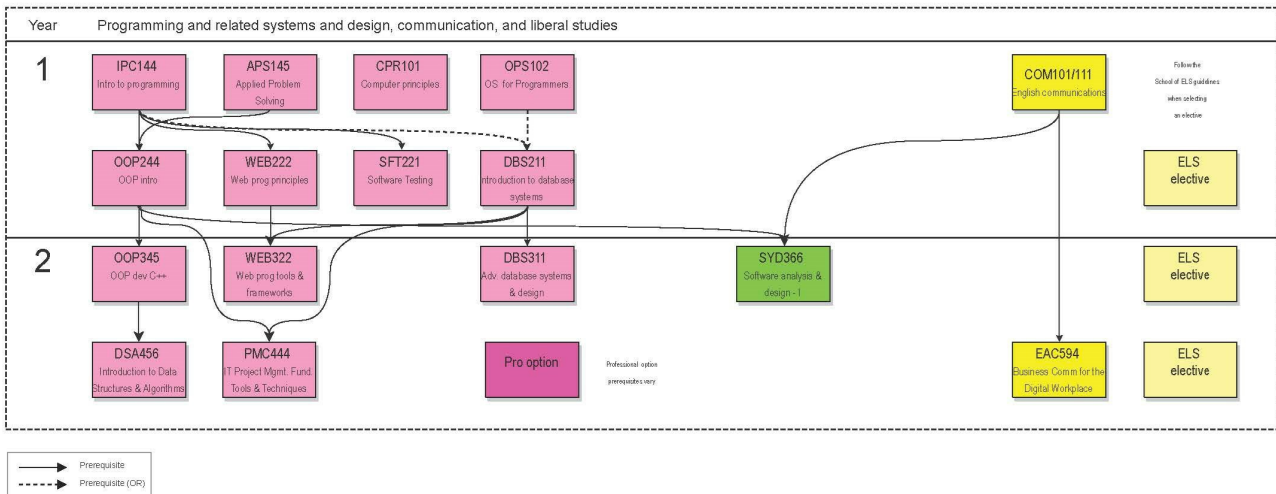 Year Programming and related systems and design, communication, and liberal studies
1
IPC144
Intro to programming
APS145
Applied Problem
Solving
CPR101
Computer principles
OPS102
OS for Programmers
COM101/111
English communications
Follow the
School of ELS guidelines
when selecting
an elective
OOP244
OOP intro
WEB222
Web prog principles
SFT221
Software Testing
DBS211
Introduction to database
systems
ELS
elective
2
OOP345
OOP dev C++
WEB322
Web prog tools &
frameworks
DBS311
Adv. database systems
& design
SYD366
Software analysis &
design - I
ELS
elective
DSA456
Introduction to Data
Structures & Algorithms
PMC444
IT Project Mgmt. Fund.
Tools & Techniques
Pro option
Professional option
prerequisites vary
EAC594
Business Comm for the
Digital Workplace
ELS
elective
Prerequisite
Prerequisite (OR)